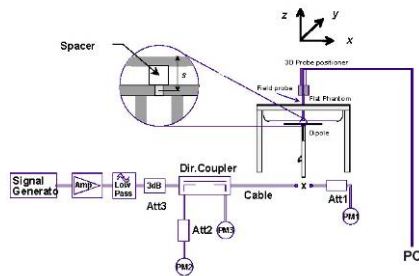 z
y
x
Spacer
s
3D Probe positioner
Field probe
Flat Phantom
Dipole
Signal
Generato
Amp
Low
Pass
3dB
Att3
Dir.Coupler
Cable
x
Att1
PM1
Att2
PM3
PM2
PC